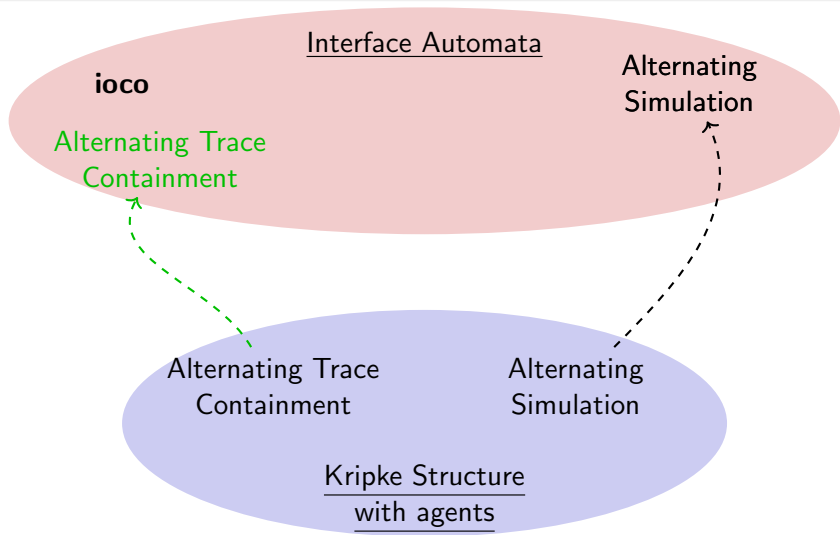 Interface Automata
ioco
Alternating
Simulation
Alternating Trace
Containment
Alternating Trace
Containment
Alternating
Simulation
Kripke Structure
with agents